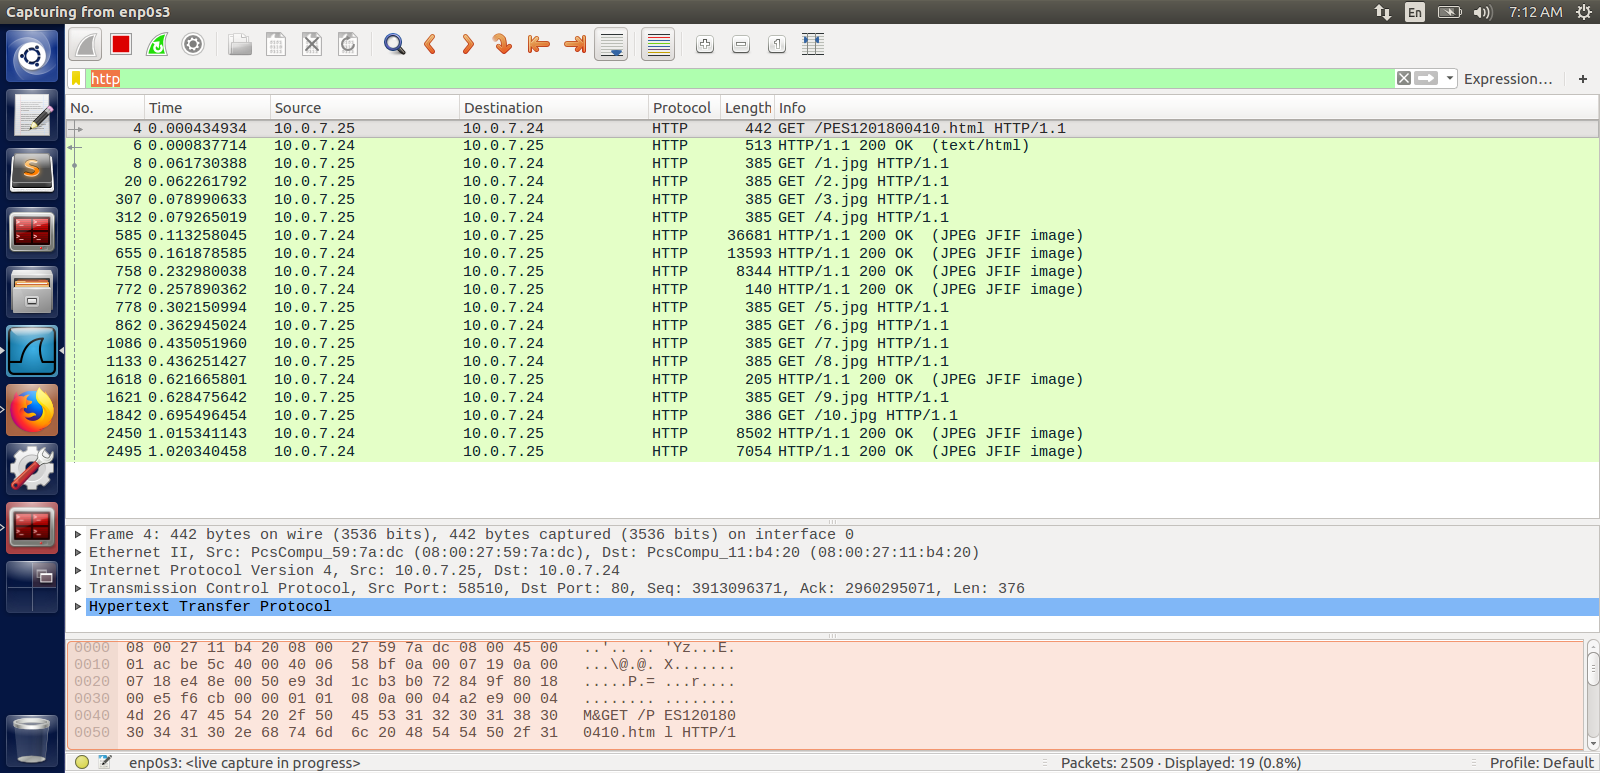 Capturing from enp0s3
En
7:12 AM
http
Expression…
+
No. Time Source Destination Protocol Length Info
4 0.000434934 10.0.7.25 10.0.7.24 HTTP 442 GET /PES1201800410.html HTTP/1.1
6 0.000837714 10.0.7.24 10.0.7.25 HTTP 513 HTTP/1.1 200 OK (text/html)
8 0.061730388 10.0.7.25 10.0.7.24 HTTP 385 GET /1.jpg HTTP/1.1
20 0.062261792 10.0.7.25 10.0.7.24 HTTP 385 GET /2.jpg HTTP/1.1
307 0.078990633 10.0.7.25 10.0.7.24 HTTP 385 GET /3.jpg HTTP/1.1
312 0.079265019 10.0.7.25 10.0.7.24 HTTP 385 GET /4.jpg HTTP/1.1
585 0.113258045 10.0.7.24 10.0.7.25 HTTP 36681 HTTP/1.1 200 OK (JPEG JFIF image)
655 0.161878585 10.0.7.24 10.0.7.25 HTTP 13593 HTTP/1.1 200 OK (JPEG JFIF image)
758 0.232980038 10.0.7.24 10.0.7.25 HTTP 8344 HTTP/1.1 200 OK (JPEG JFIF image)
772 0.257890362 10.0.7.24 10.0.7.25 HTTP 140 HTTP/1.1 200 OK (JPEG JFIF image)
778 0.302150994 10.0.7.25 10.0.7.24 HTTP 385 GET /5.jpg HTTP/1.1
862 0.362945024 10.0.7.25 10.0.7.24 HTTP 385 GET /6.jpg HTTP/1.1
1086 0.435051960 10.0.7.25 10.0.7.24 HTTP 385 GET /7.jpg HTTP/1.1
1133 0.436251427 10.0.7.25 10.0.7.24 HTTP 385 GET /8.jpg HTTP/1.1
1618 0.621665801 10.0.7.24 10.0.7.25 HTTP 205 HTTP/1.1 200 OK (JPEG JFIF image)
1621 0.628475642 10.0.7.25 10.0.7.24 HTTP 385 GET /9.jpg HTTP/1.1
1842 0.695496454 10.0.7.25 10.0.7.24 HTTP 386 GET /10.jpg HTTP/1.1
2450 1.015341143 10.0.7.24 10.0.7.25 HTTP 8502 HTTP/1.1 200 OK (JPEG JFIF image)
2495 1.020340458 10.0.7.24 10.0.7.25 HTTP 7054 HTTP/1.1 200 OK (JPEG JFIF image)
Frame 4: 442 bytes on wire (3536 bits), 442 bytes captured (3536 bits) on interface 0
Ethernet II, Src: PcsCompu_59:7a:dc (08:00:27:59:7a:dc), Dst: PcsCompu_11:b4:20 (08:00:27:11:b4:20)
Internet Protocol Version 4, Src: 10.0.7.25, Dst: 10.0.7.24
Transmission Control Protocol, Src Port: 58510, Dst Port: 80, Seq: 3913096371, Ack: 2960295071, Len: 376
Hypertext Transfer Protocol
0000 08 00 27 11 b4 20 08 00 27 59 7a dc 08 00 45 00 ..'.. .. 'Yz...E.
0010 01 ac be 5c 40 00 40 06 58 bf 0a 00 07 19 0a 00 ...\@.@. X.......
0020 07 18 e4 8e 00 50 e9 3d 1c b3 b0 72 84 9f 80 18 .....P.= ...r....
0030 00 e5 f6 cb 00 00 01 01 08 0a 00 04 a2 e9 00 04 ........ ........
0040 4d 26 47 45 54 20 2f 50 45 53 31 32 30 31 38 30 M&GET /P ES120180
0050 30 34 31 30 2e 68 74 6d 6c 20 48 54 54 50 2f 31 0410.htm l HTTP/1
enp0s3: <live capture in progress> Packets: 2509 · Displayed: 19 (0.8%) Profile: Default